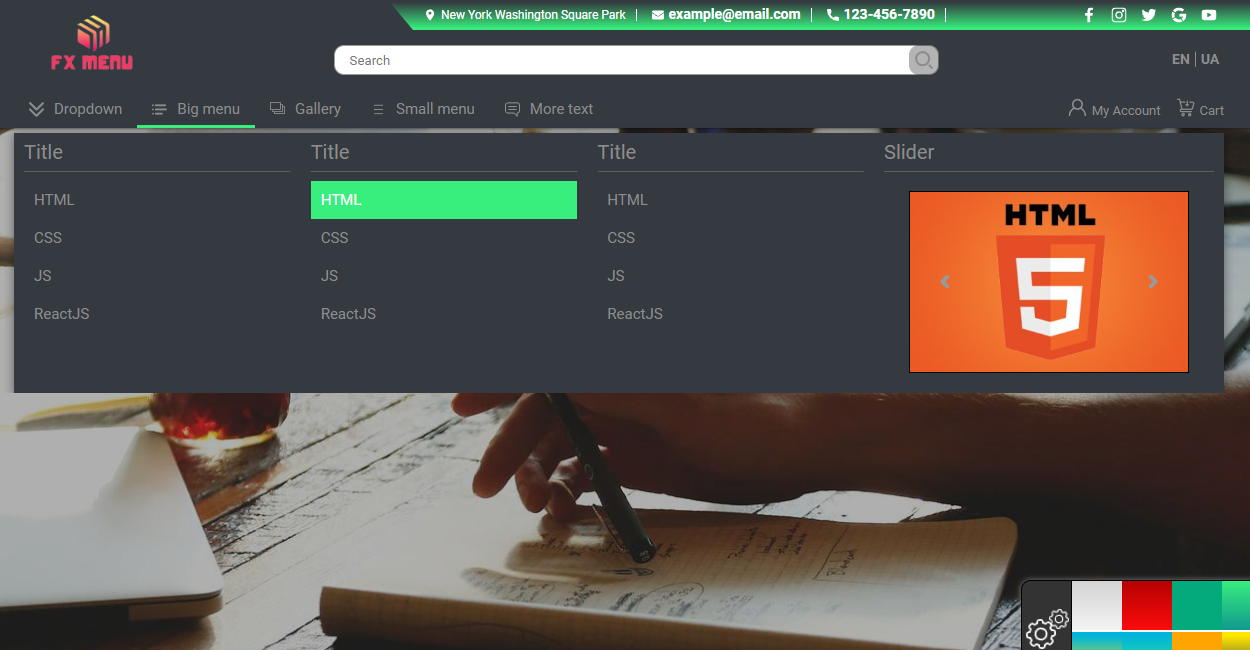 New York Washington Square Park | example@email.com | 123-456-7890 |
FX MENU
Search
EN | UA
Dropdown Big menu Gallery Small menu More text My Account Cart
Title Title Title Slider
HTML HTML HTML
CSS CSS CSS
JS JS JS
ReactJS ReactJS ReactJS
HTML
5